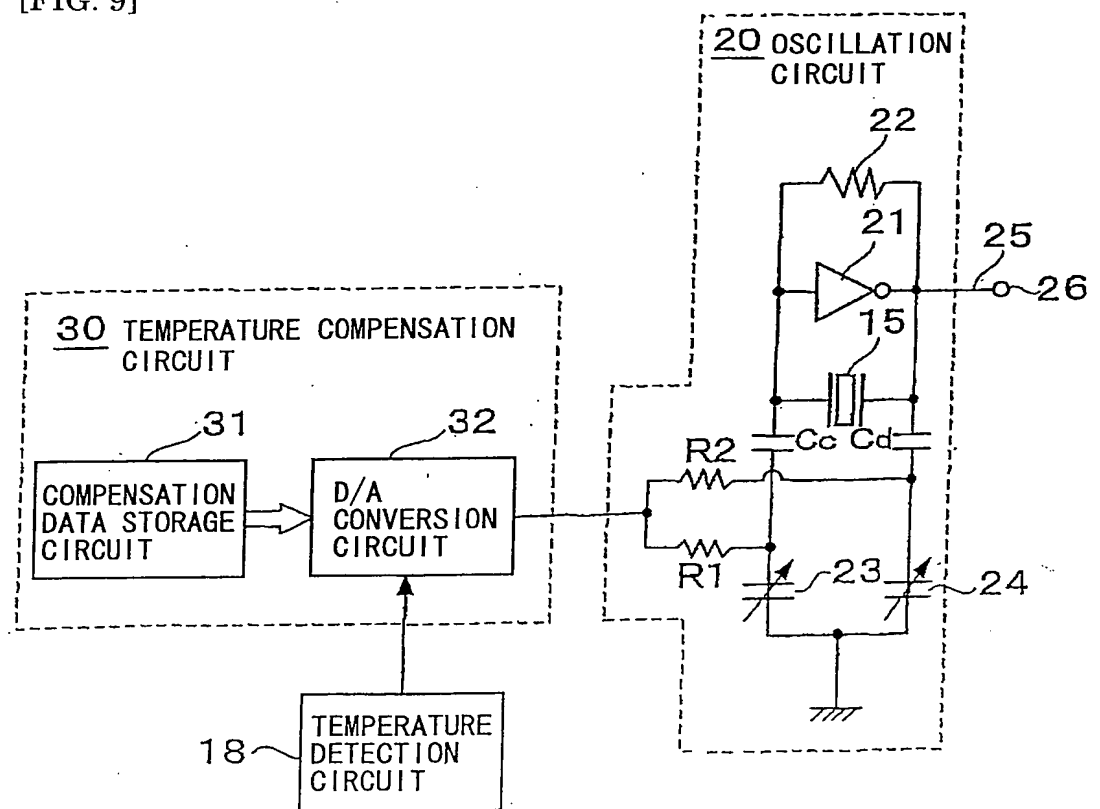 [FIG. 9]
20 OSCILLATION
CIRCUIT
22
21
25
26
15
Cc Cd
R2
R1
23
24
30 TEMPERATURE COMPENSATION
CIRCUIT
31
32
COMPENSATION
DATA STORAGE
CIRCUIT
D/A
CONVERSION
CIRCUIT
18
TEMPERATURE
DETECTION
CIRCUIT